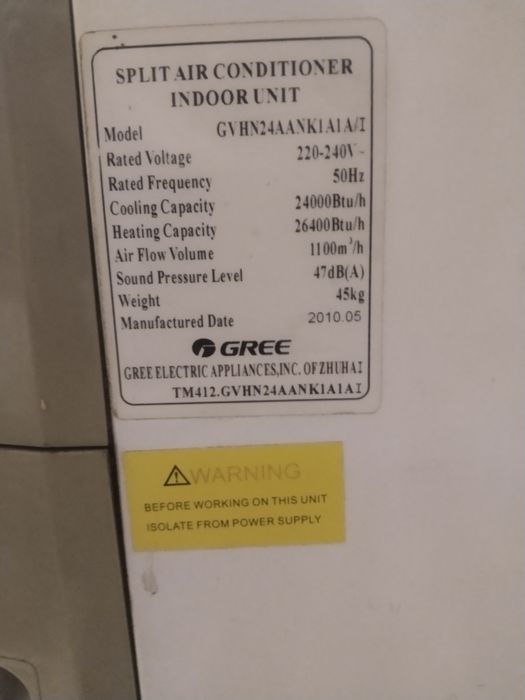 SPLIT AIR CONDITIONER
INDOOR UNIT
Model GVHN24AANK1A1A/I
Rated Voltage 220-240V~
Rated Frequency 50Hz
Cooling Capacity 24000Btu/h
Heating Capacity 26400Btu/h
Air Flow Volume 1100m³/h
Sound Pressure Level 47dB(A)
Weight 45kg
Manufactured Date 2010.05
GREE
GREE ELECTRIC APPLIANCES,INC. OF ZHUHAI
TM412.GVHN24AANK1A1AI
WARNING
BEFORE WORKING ON THIS UNIT
ISOLATE FROM POWER SUPPLY